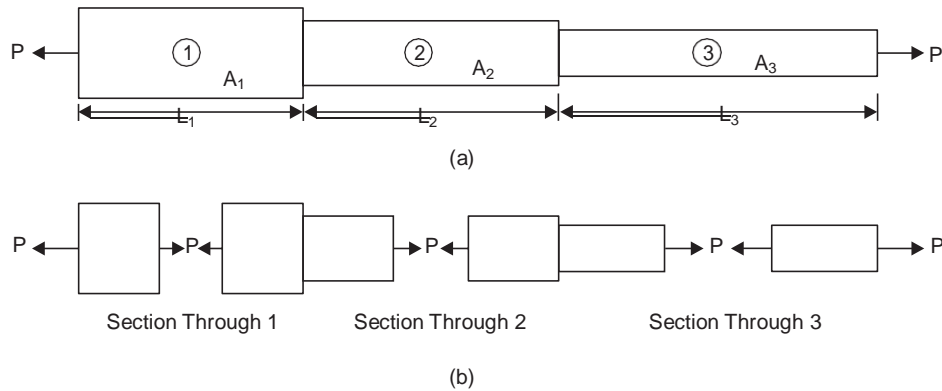 P 1 2 3 P
A₁ A₂ A₃
L₁ L₂ L₃
(a)
P P P P P
Section Through 1 Section Through 2 Section Through 3
(b)